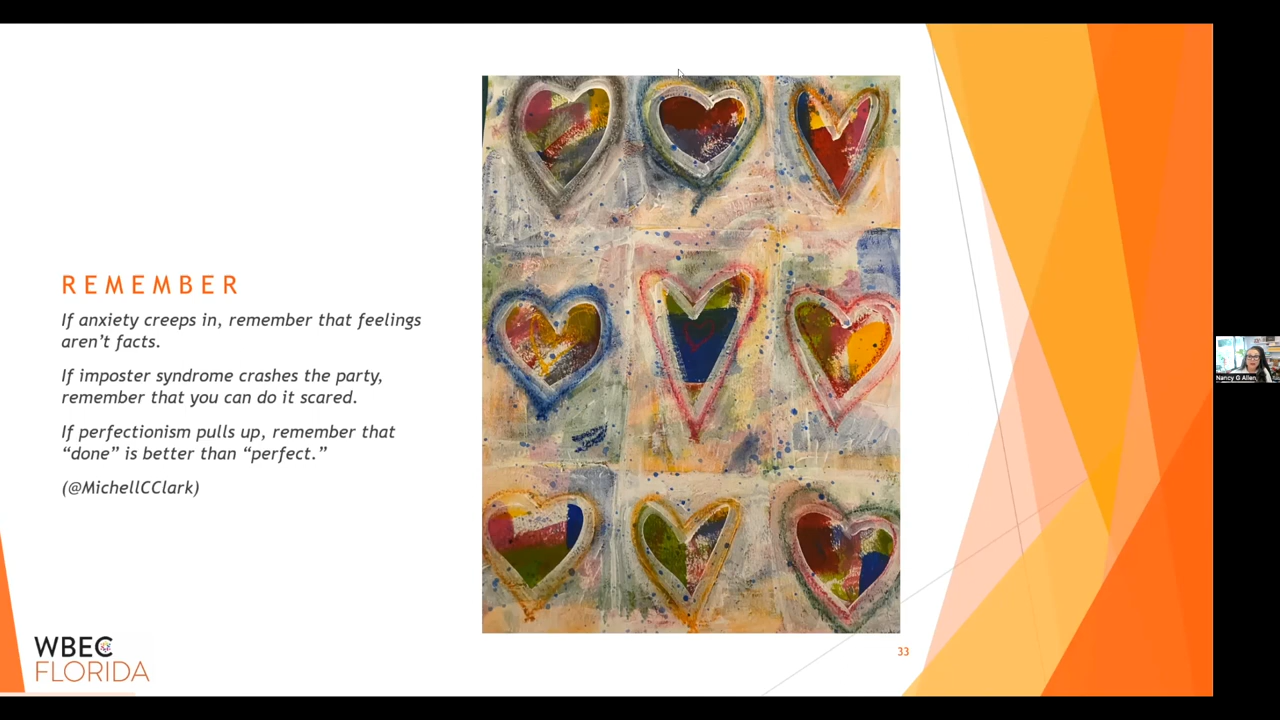 REMEMBER
If anxiety creeps in, remember that feelings
aren’t facts.
If imposter syndrome crashes the party,
remember that you can do it scared.
If perfectionism pulls up, remember that
“done” is better than “perfect.”
(@MichellCClark)
WBEC
FLORIDA
33
Nancy G Allen,